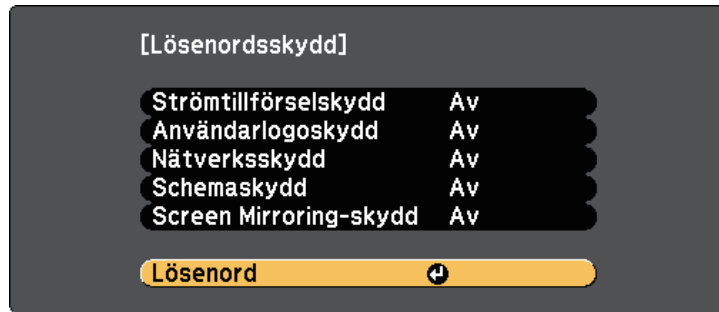 [Lösenordsskydd]
Strömtillförselskydd Av
Användarlogoskydd Av
Nätverksskydd Av
Schemaskydd Av
Screen Mirroring-skydd Av
Lösenord